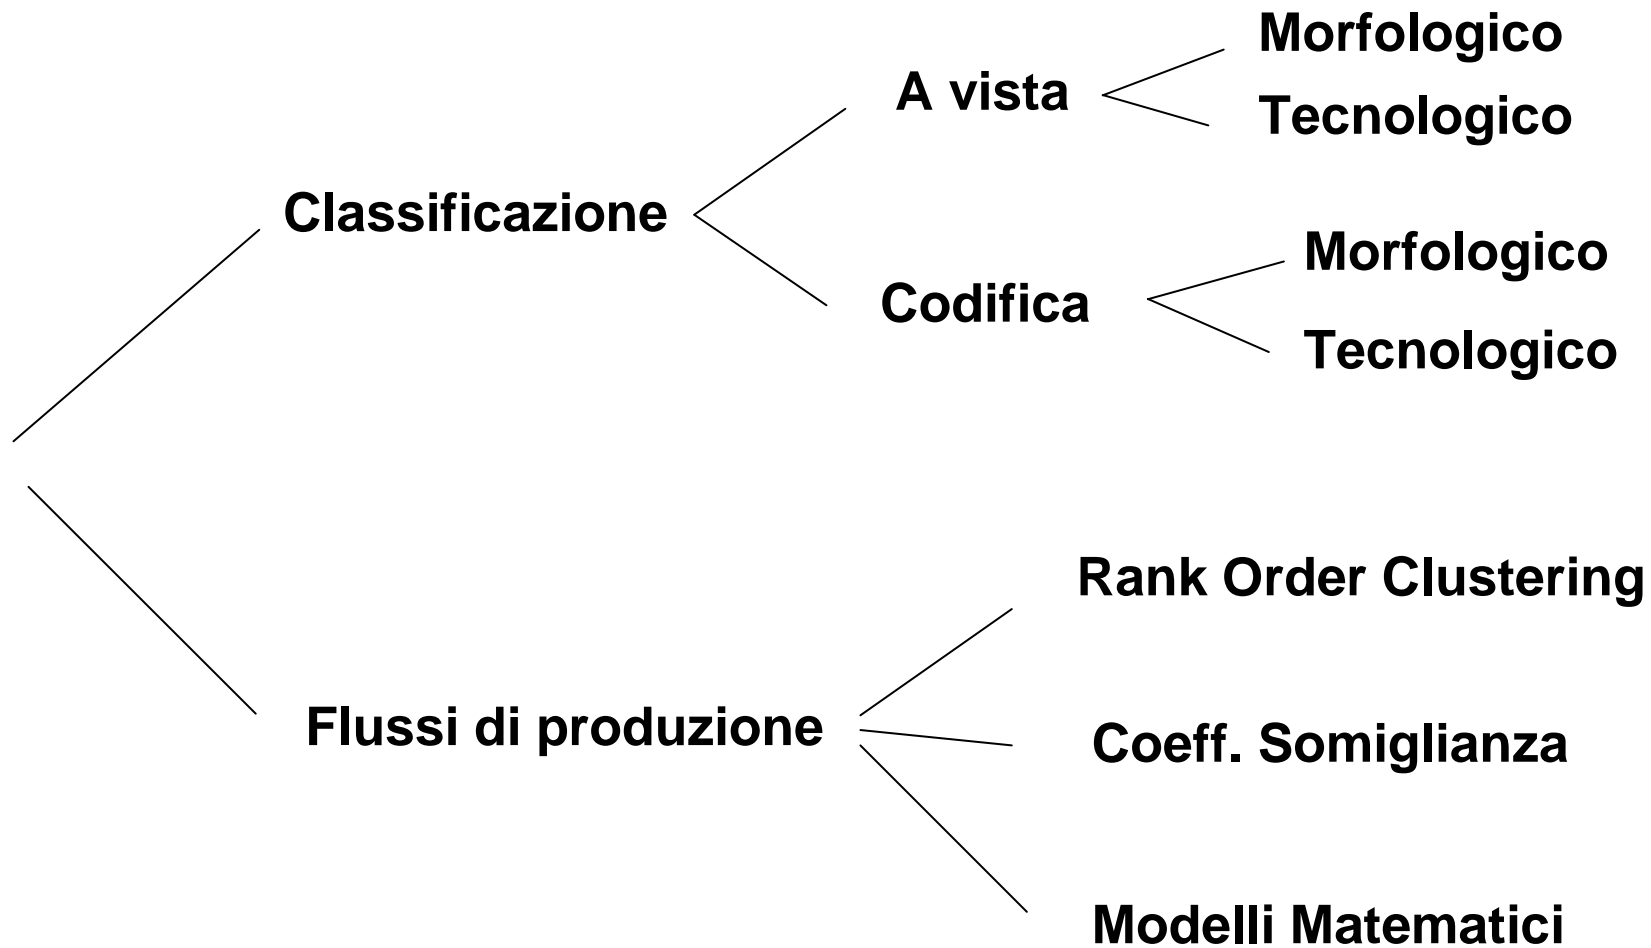 Morfologico
A vista
Tecnologico
Classificazione
Morfologico
Codifica
Tecnologico
Rank Order Clustering
Flussi di produzione
Coeff. Somiglianza
Modelli Matematici